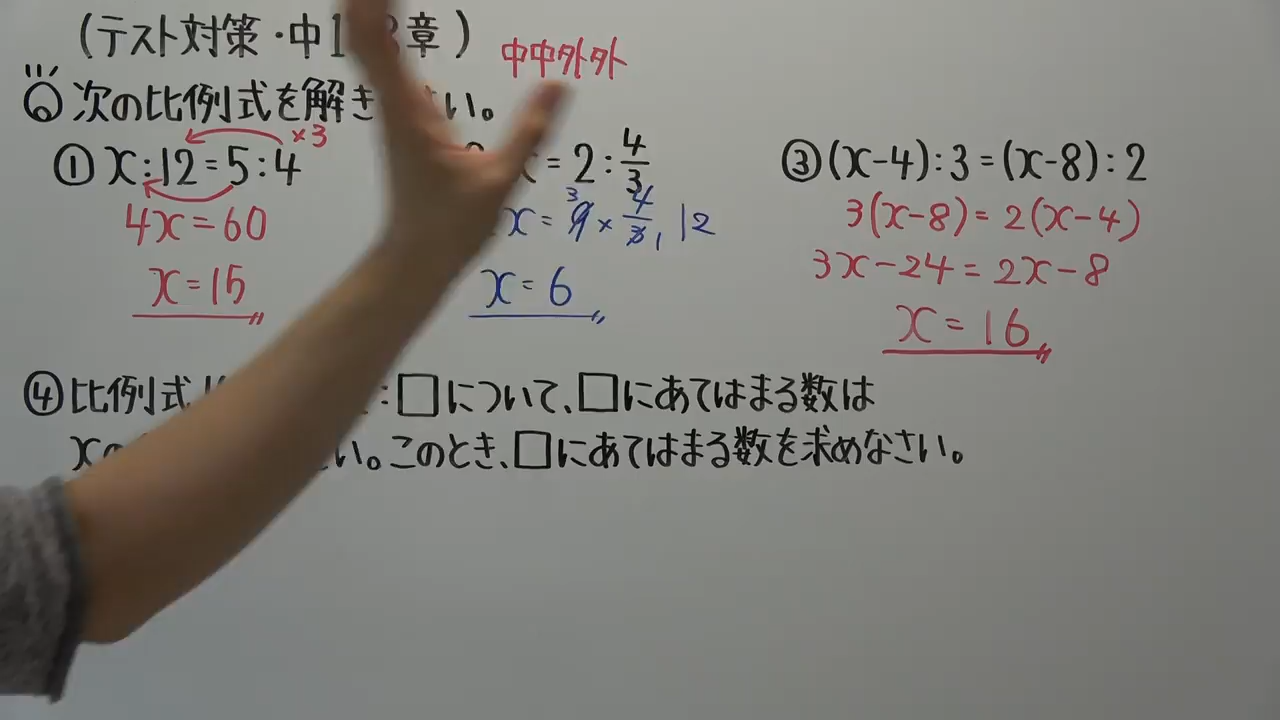 (テスト対策・中1 章)
中中外外
Q 次の比例式を解き い。
① x:12=5:4
×3
4x=60
x=15
x=2:4/3
x=9×4/3
3 4 1 12
x=6
③(x-4):3=(x-8):2
3(x-8)=2(x-4)
3x-24=2x-8
x=16
④比例式 :□について、□にあてはまる数は
xの い。このとき、□にあてはまる数を求めなさい。